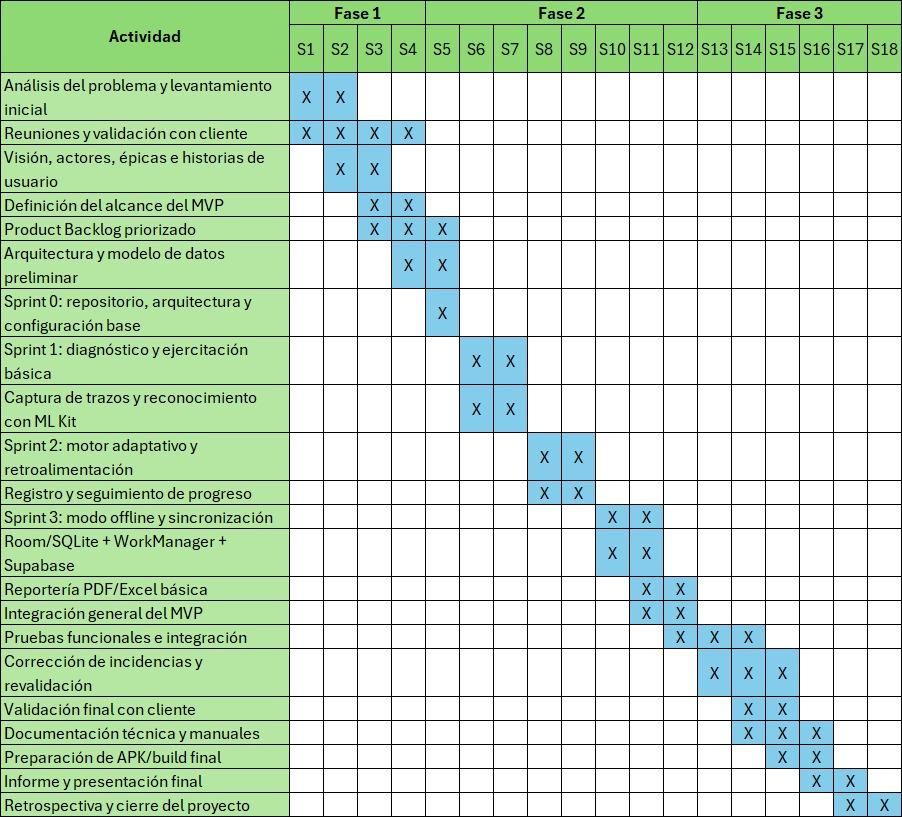 Actividad
Fase 1 Fase 2 Fase 3
S1 S2 S3 S4 S5 S6 S7 S8 S9 S10 S11 S12 S13 S14 S15 S16 S17 S18
Análisis del problema y levantamiento
inicial
X X
Reuniones y validación con cliente X X X X
Visión, actores, épicas e historias de
usuario
X X
Definición del alcance del MVP X X
Product Backlog priorizado X X X
Arquitectura y modelo de datos
preliminar
X X
Sprint 0: repositorio, arquitectura y
configuración base
X
Sprint 1: diagnóstico y ejercitación
básica
X X
Captura de trazos y reconocimiento
con ML Kit
X X
Sprint 2: motor adaptativo y
retroalimentación
X X
Registro y seguimiento de progreso X X
Sprint 3: modo offline y sincronización X X
Room/SQLite + WorkManager +
Supabase
X X
Reportería PDF/Excel básica X X
Integración general del MVP X X
Pruebas funcionales e integración X X X
Corrección de incidencias y
revalidación
X X X
Validación final con cliente X X
Documentación técnica y manuales X X X
Preparación de APK/build final X X
Informe y presentación final X X
Retrospectiva y cierre del proyecto X X